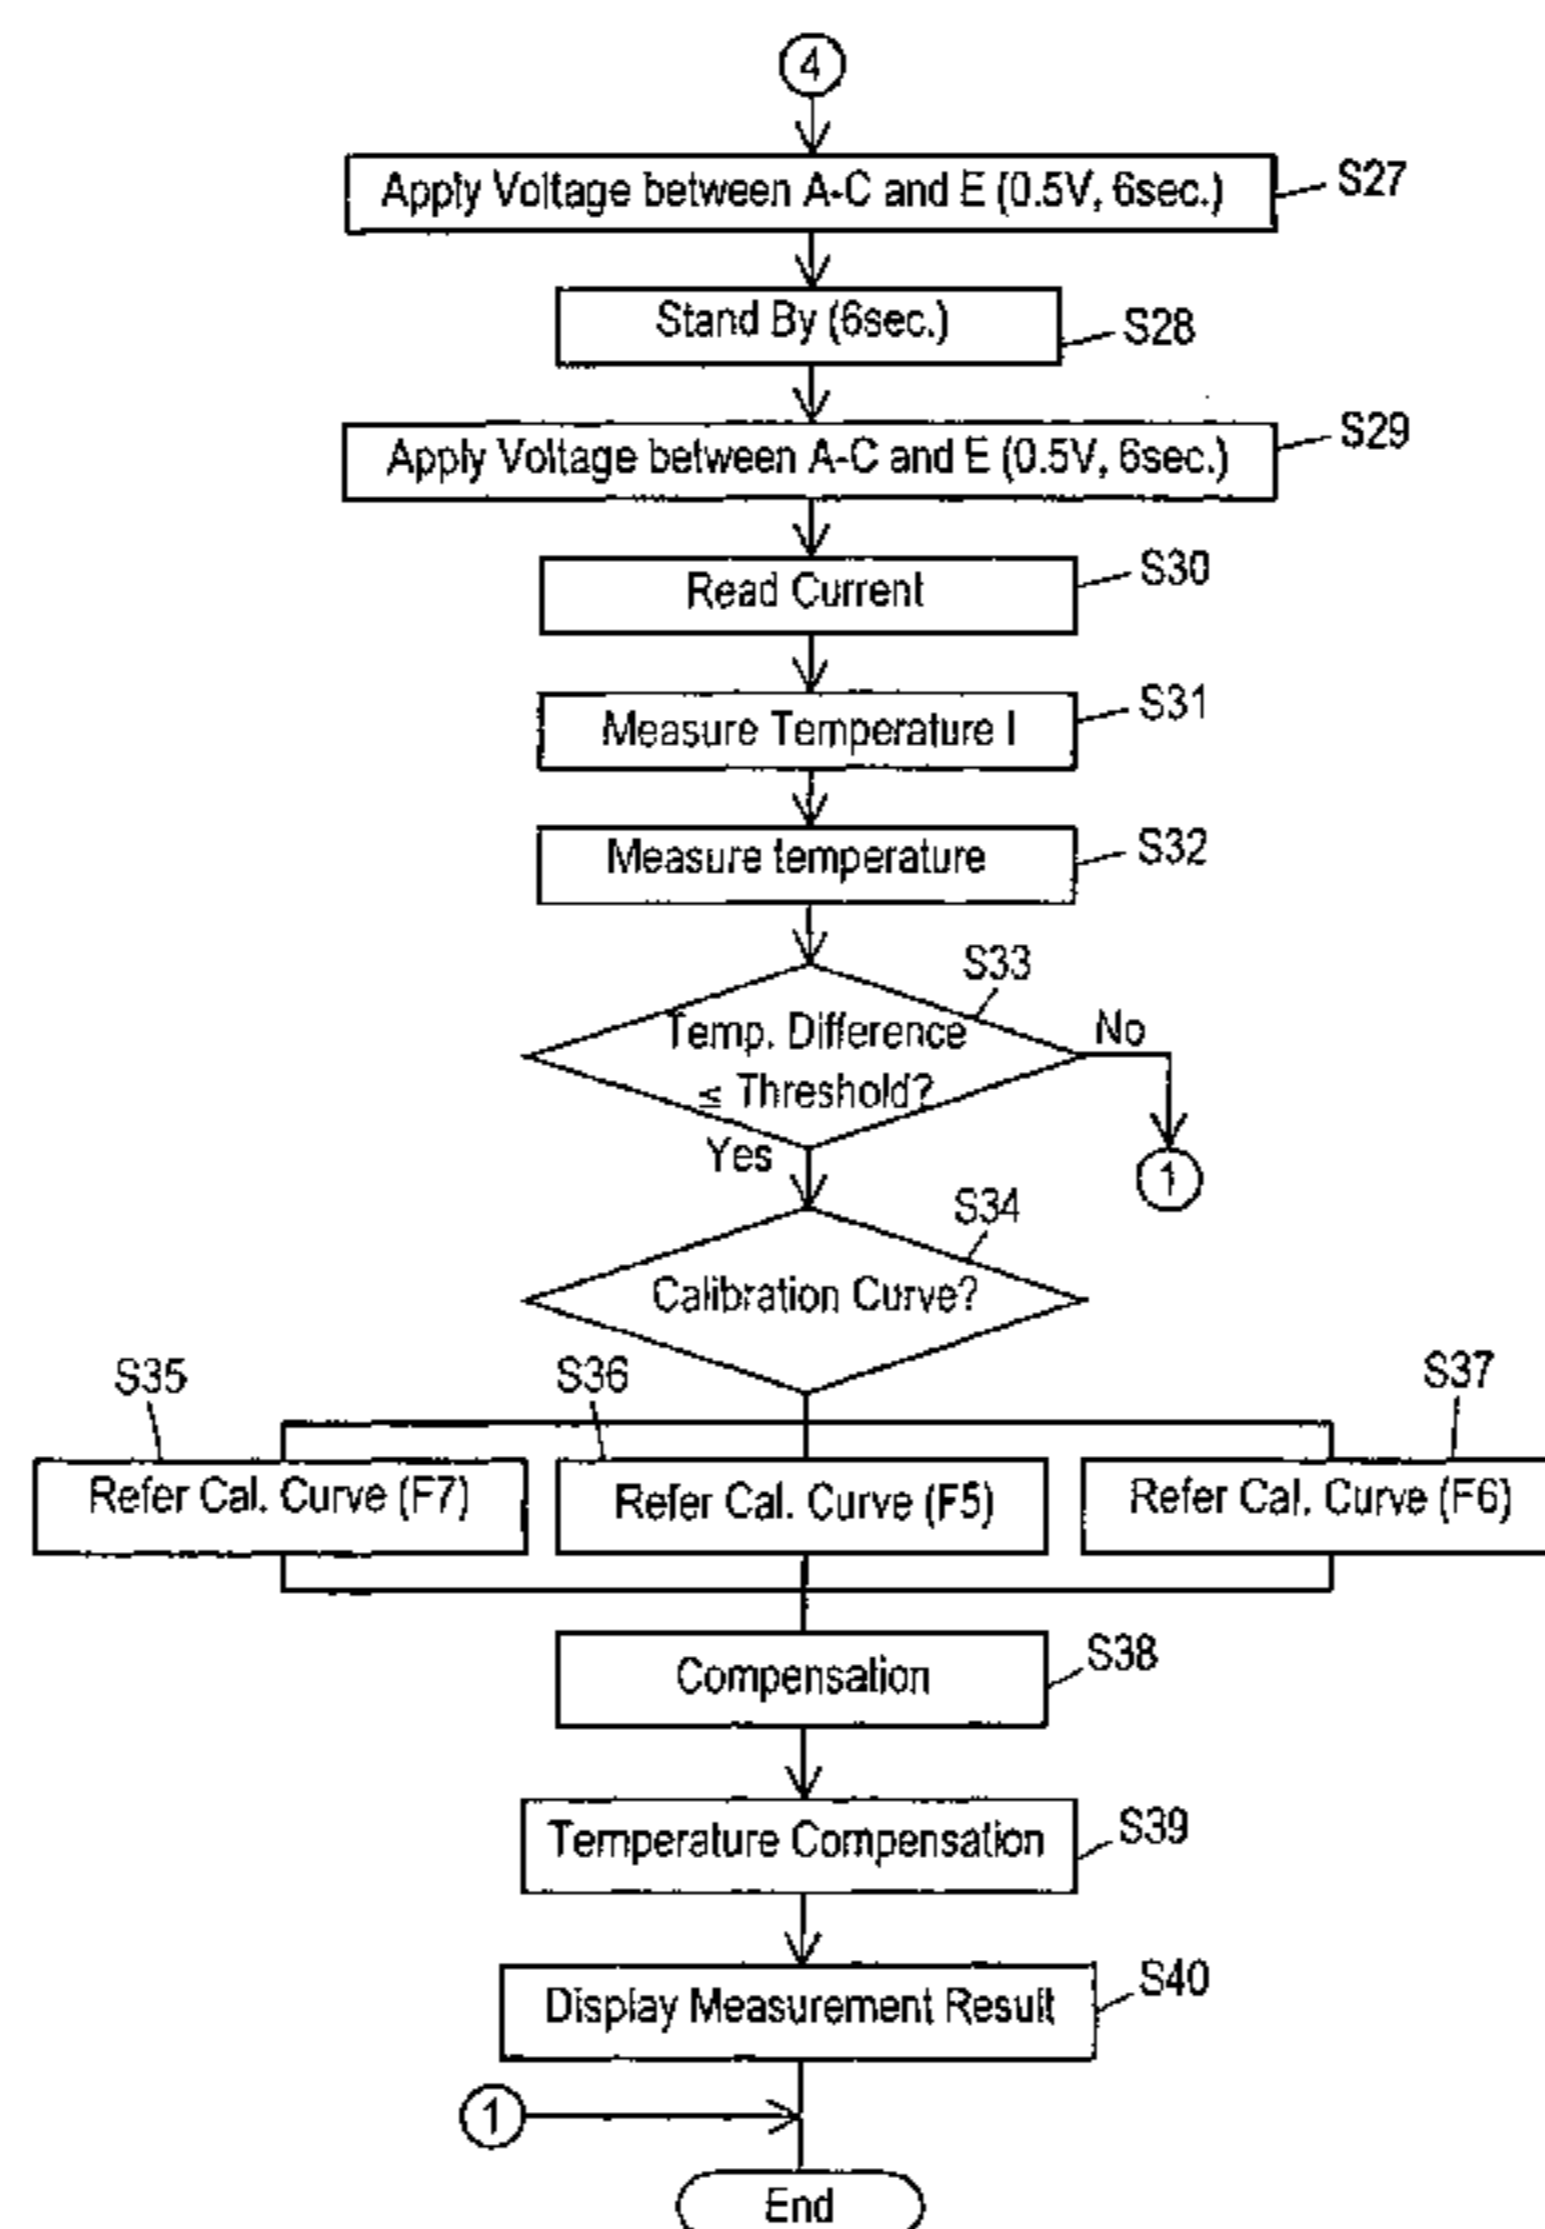 4
Apply Voltage between A-C and E (0.5V, 6sec.)
S27
Stand By (6sec.)
S28
Apply Voltage between A-C and E (0.5V, 6sec.)
S29
Read Current
S30
Measure Temperature I
S31
Measure temperature
S32
S33
Temp. Difference
≤ Threshold?
No
Yes
1
S34
Calibration Curve?
S35
S36
S37
Refer Cal. Curve (F7)
Refer Cal. Curve (F5)
Refer Cal. Curve (F6)
Compensation
S38
Temperature Compensation
S39
Display Measurement Result
S40
1
End